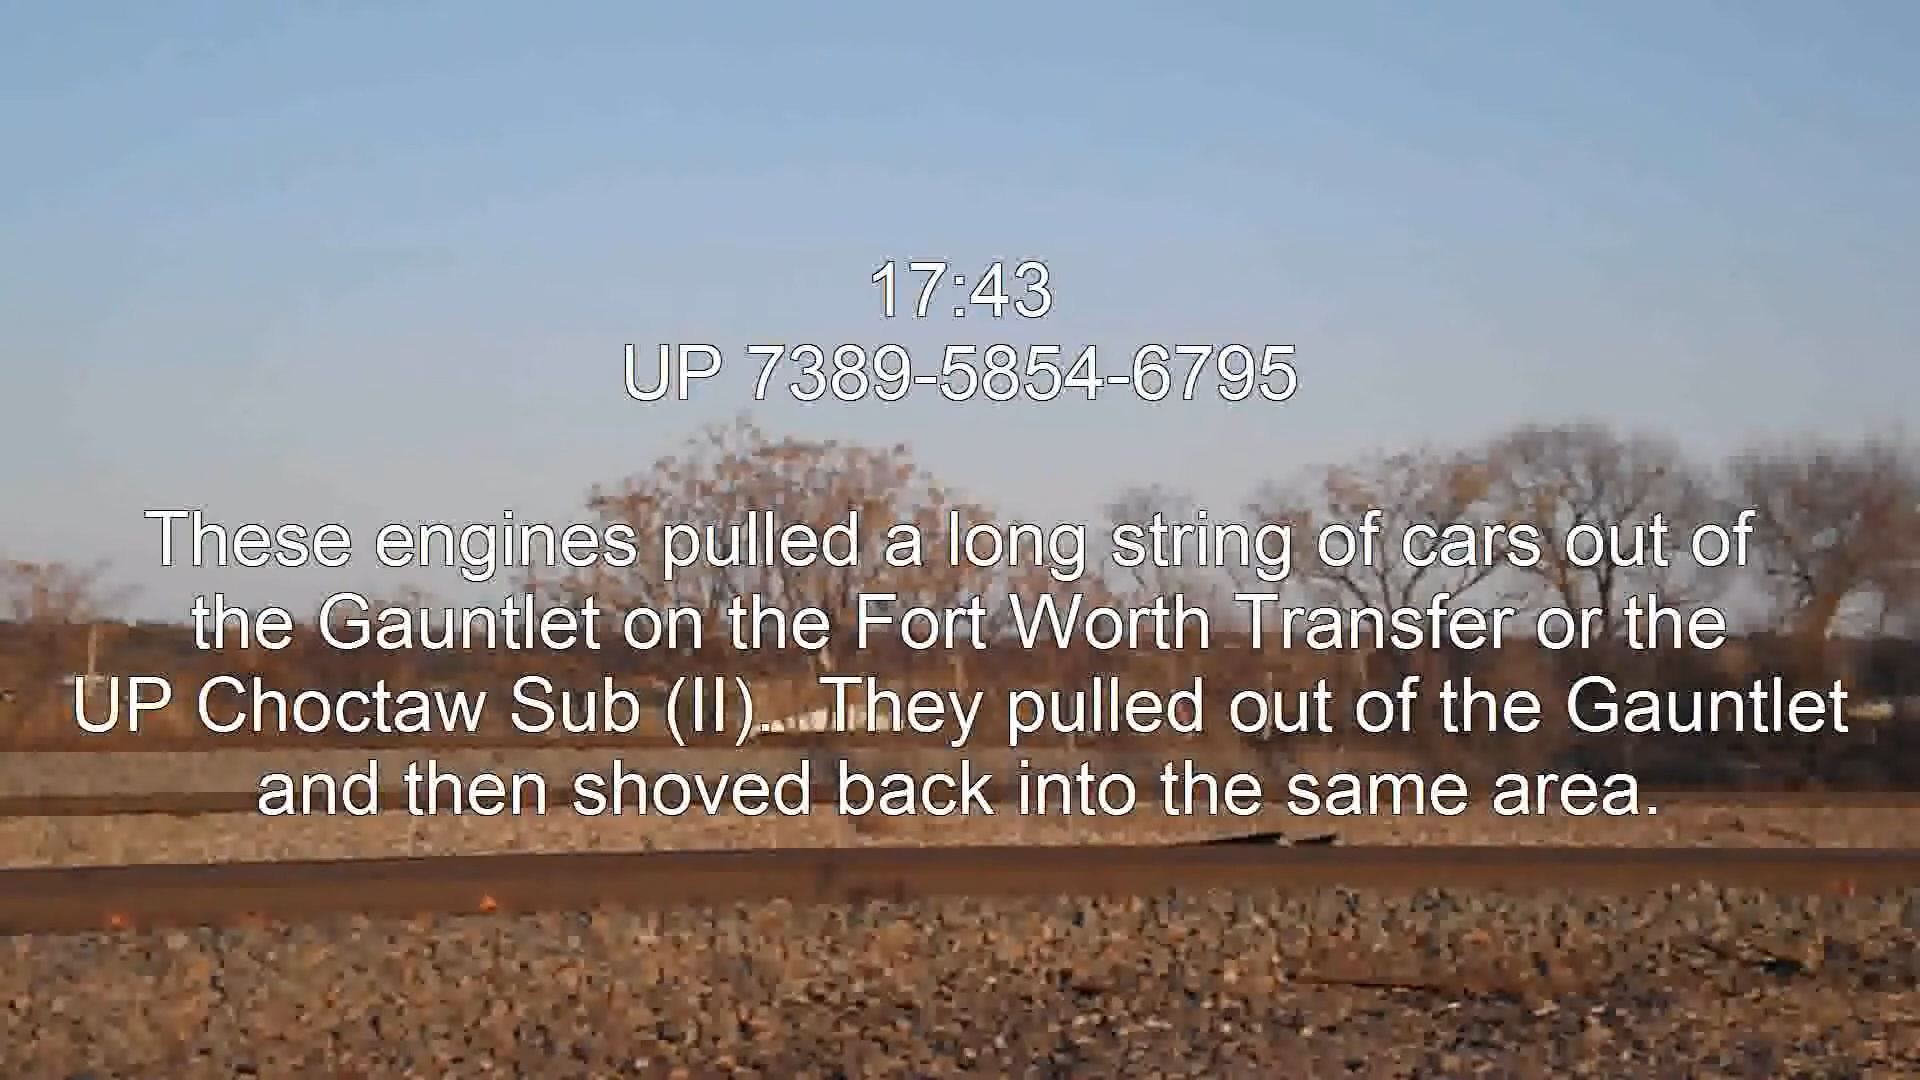 17:43
UP 7389-5854-6795
These engines pulled a long string of cars out of
the Gauntlet on the Fort Worth Transfer or the
UP Choctaw Sub (II).  They pulled out of the Gauntlet
and then shoved back into the same area.